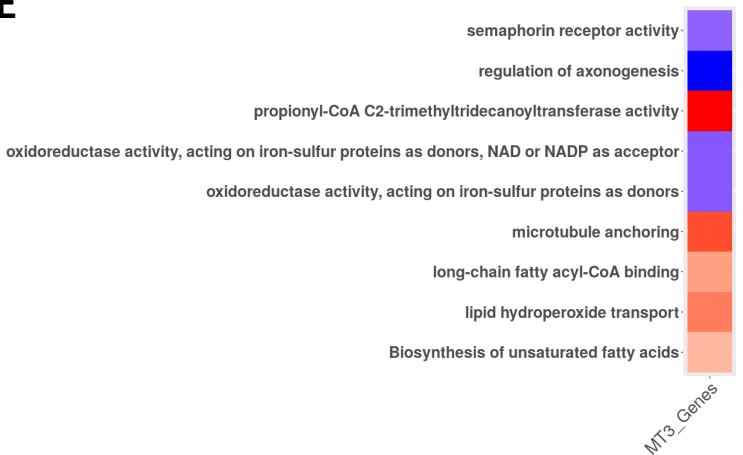 E
semaphorin receptor activity
regulation of axonogenesis
propionyl-CoA C2-trimethyltridecanoyltransferase activity
oxidoreductase activity, acting on iron-sulfur proteins as donors, NAD or NADP as acceptor
oxidoreductase activity, acting on iron-sulfur proteins as donors
microtubule anchoring
long-chain fatty acyl-CoA binding
lipid hydroperoxide transport
Biosynthesis of unsaturated fatty acids
MT3_Genes